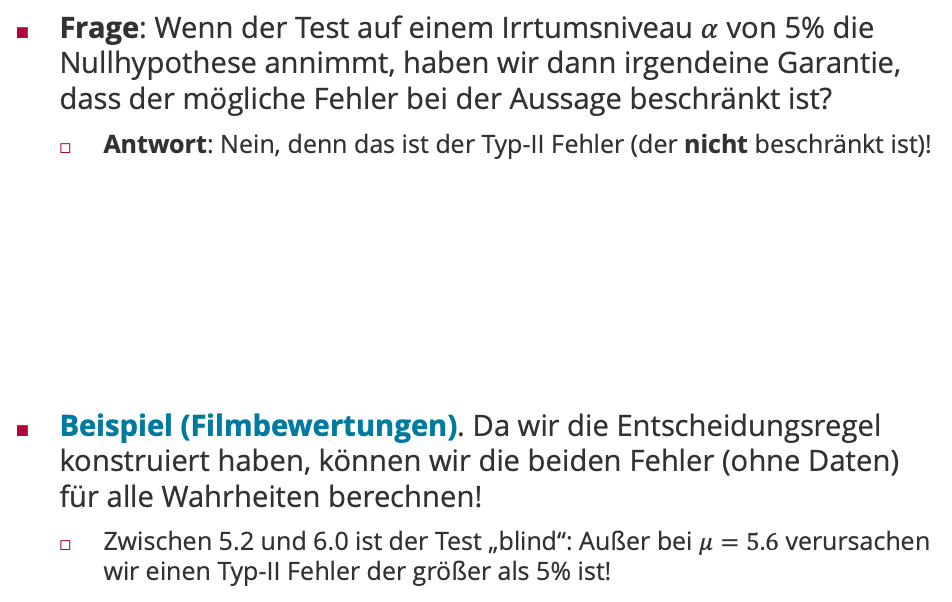 Frage: Wenn der Test auf einem Irrtumsniveau α von 5% die
Nullhypothese annimmt, haben wir dann irgendeine Garantie,
dass der mögliche Fehler bei der Aussage beschränkt ist?
Antwort: Nein, denn das ist der Typ-II Fehler (der nicht beschränkt ist)!
Beispiel (Filmbewertungen). Da wir die Entscheidungsregel
konstruiert haben, können wir die beiden Fehler (ohne Daten)
für alle Wahrheiten berechnen!
Zwischen 5.2 und 6.0 ist der Test „blind“: Außer bei μ = 5.6 verursachen
wir einen Typ-II Fehler der größer als 5% ist!